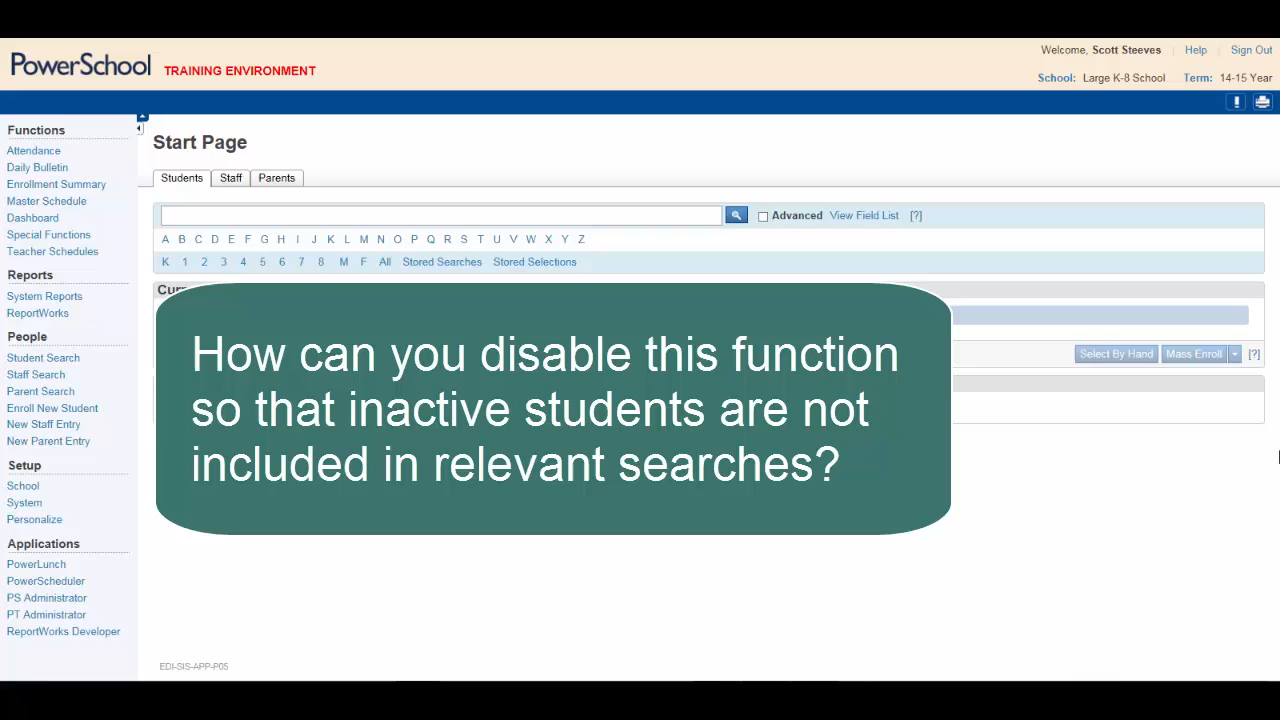 Welcome, Scott Steeves Help Sign Out
PowerSchool TRAINING ENVIRONMENT
School: Large K-8 School Term: 14-15 Year
Functions
Attendance
Daily Bulletin
Enrollment Summary
Master Schedule
Dashboard
Special Functions
Teacher Schedules
Reports
System Reports
ReportWorks
People
Student Search
Staff Search
Parent Search
Enroll New Student
New Staff Entry
New Parent Entry
Setup
School
System
Personalize
Applications
PowerLunch
PowerScheduler
PS Administrator
PT Administrator
ReportWorks Developer
Start Page
Students Staff Parents
Advanced View Field List [?]
A B C D E F G H I J K L M N O P Q R S T U V W X Y Z
K 1 2 3 4 5 6 7 8 M F All Stored Searches Stored Selections
How can you disable this function
so that inactive students are not
included in relevant searches?
Select By Hand Mass Enroll [?]
EDI-SIS-APP-P05